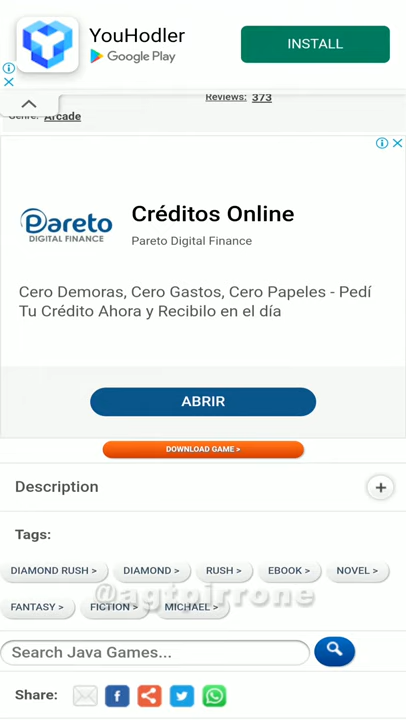 YouHodler
Google Play
INSTALL
Reviews: 373
Genre: Arcade
Pareto
DIGITAL FINANCE
Créditos Online
Pareto Digital Finance
Cero Demoras, Cero Gastos, Cero Papeles - Pedí
Tu Crédito Ahora y Recibilo en el día
ABRIR
DOWNLOAD GAME >
Description
Tags:
DIAMOND RUSH > DIAMOND > RUSH > EBOOK > NOVEL >
@agtpirrone
FANTASY > FICTION > MICHAEL >
Search Java Games...
Share: